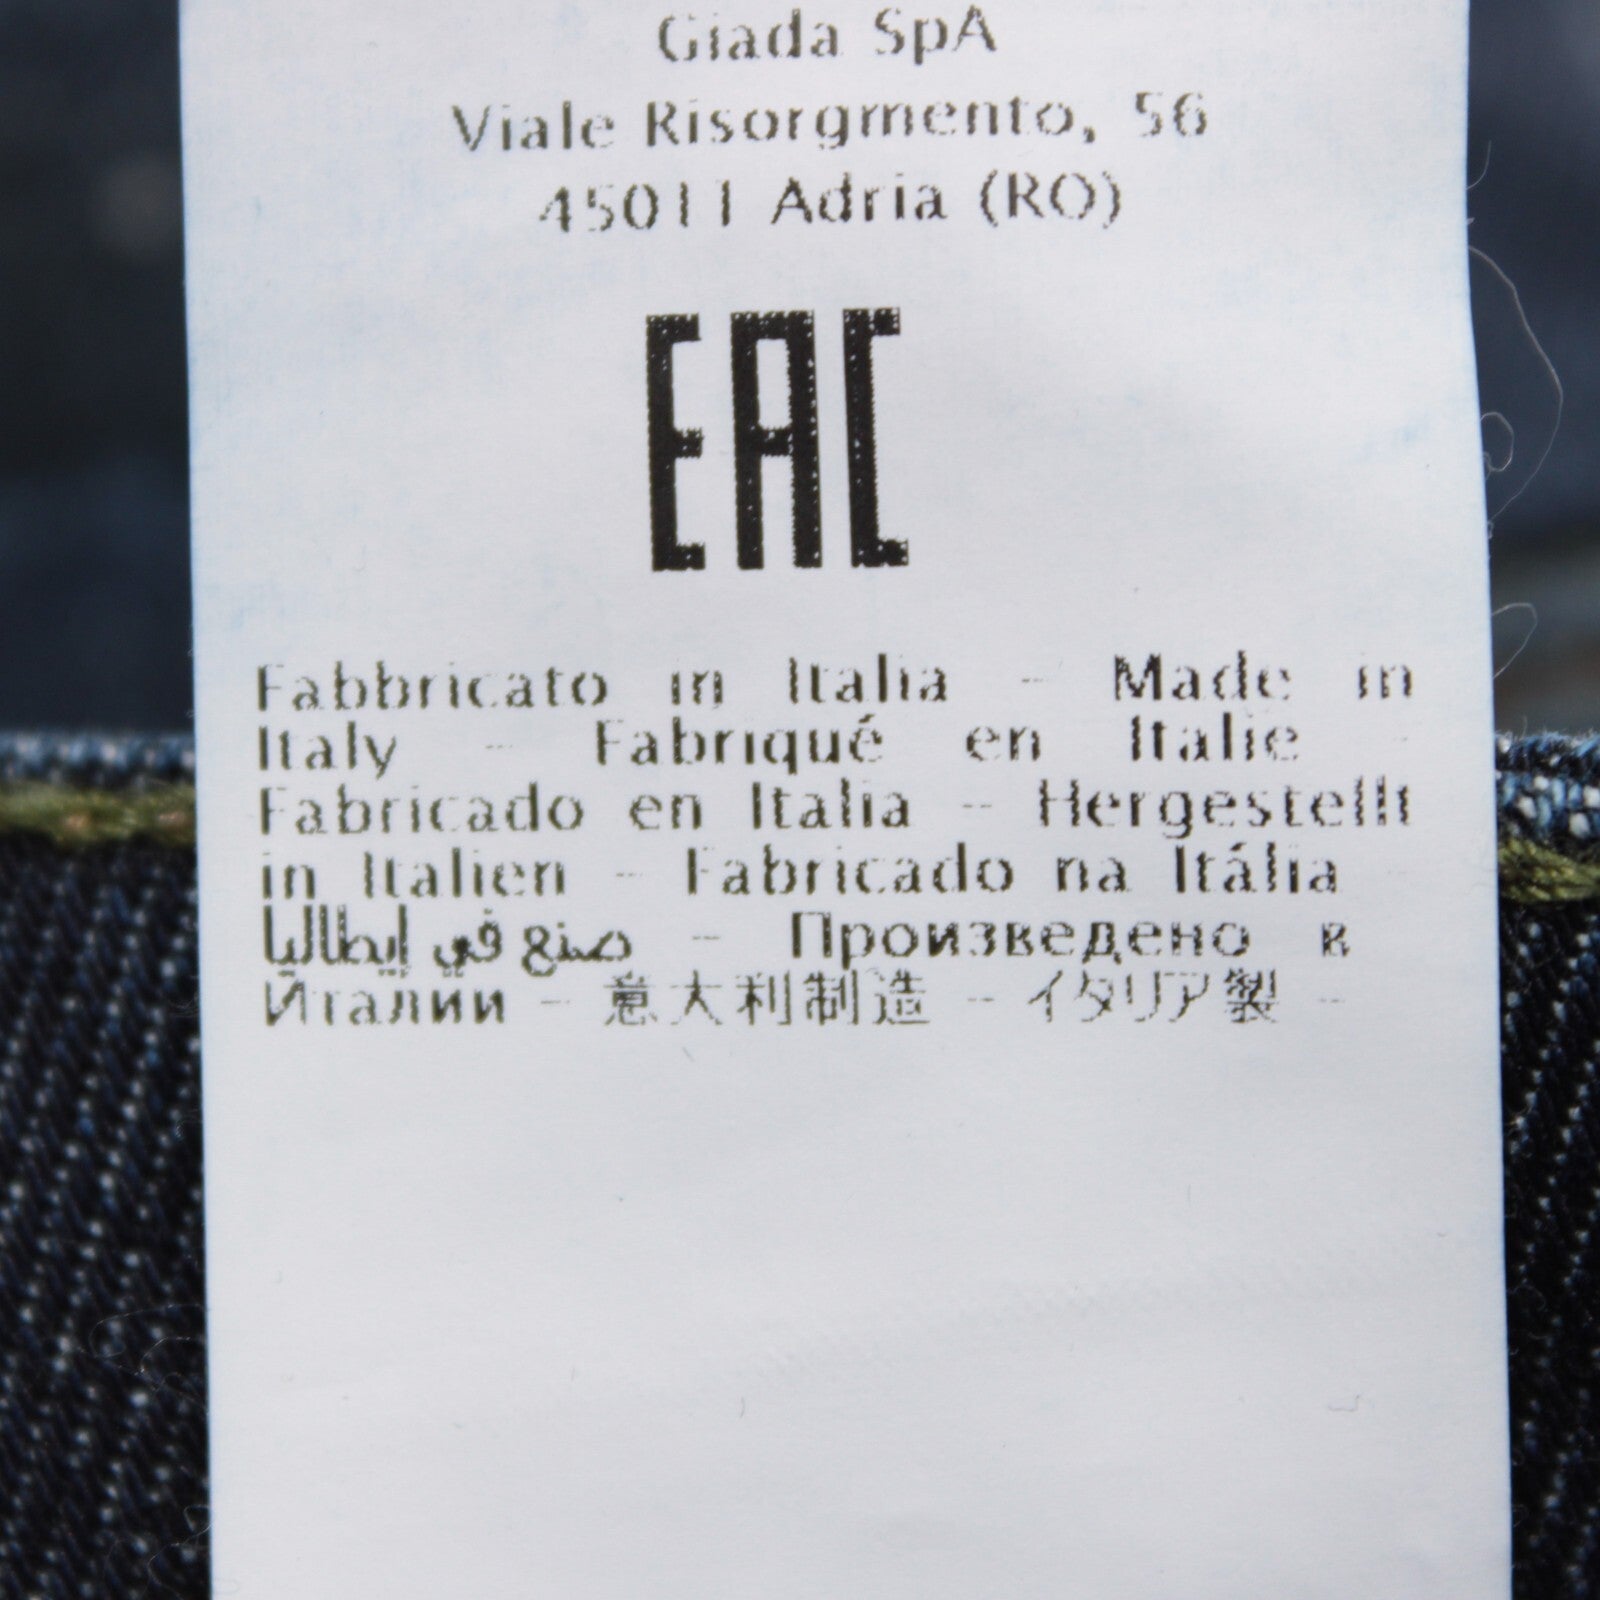 Giada SpA
Viale Risorgmento, 56
45011 Adria (RO)
EAC
Fabbricato in Italia - Made in
Italy - Fabriqué en Italie -
Fabricado en Italia - Hergestellt
in Italien - Fabricado na Itália -
صنع في إيطاليا - Произведено в
Йталии - 意大利制造 - イタリア製 -